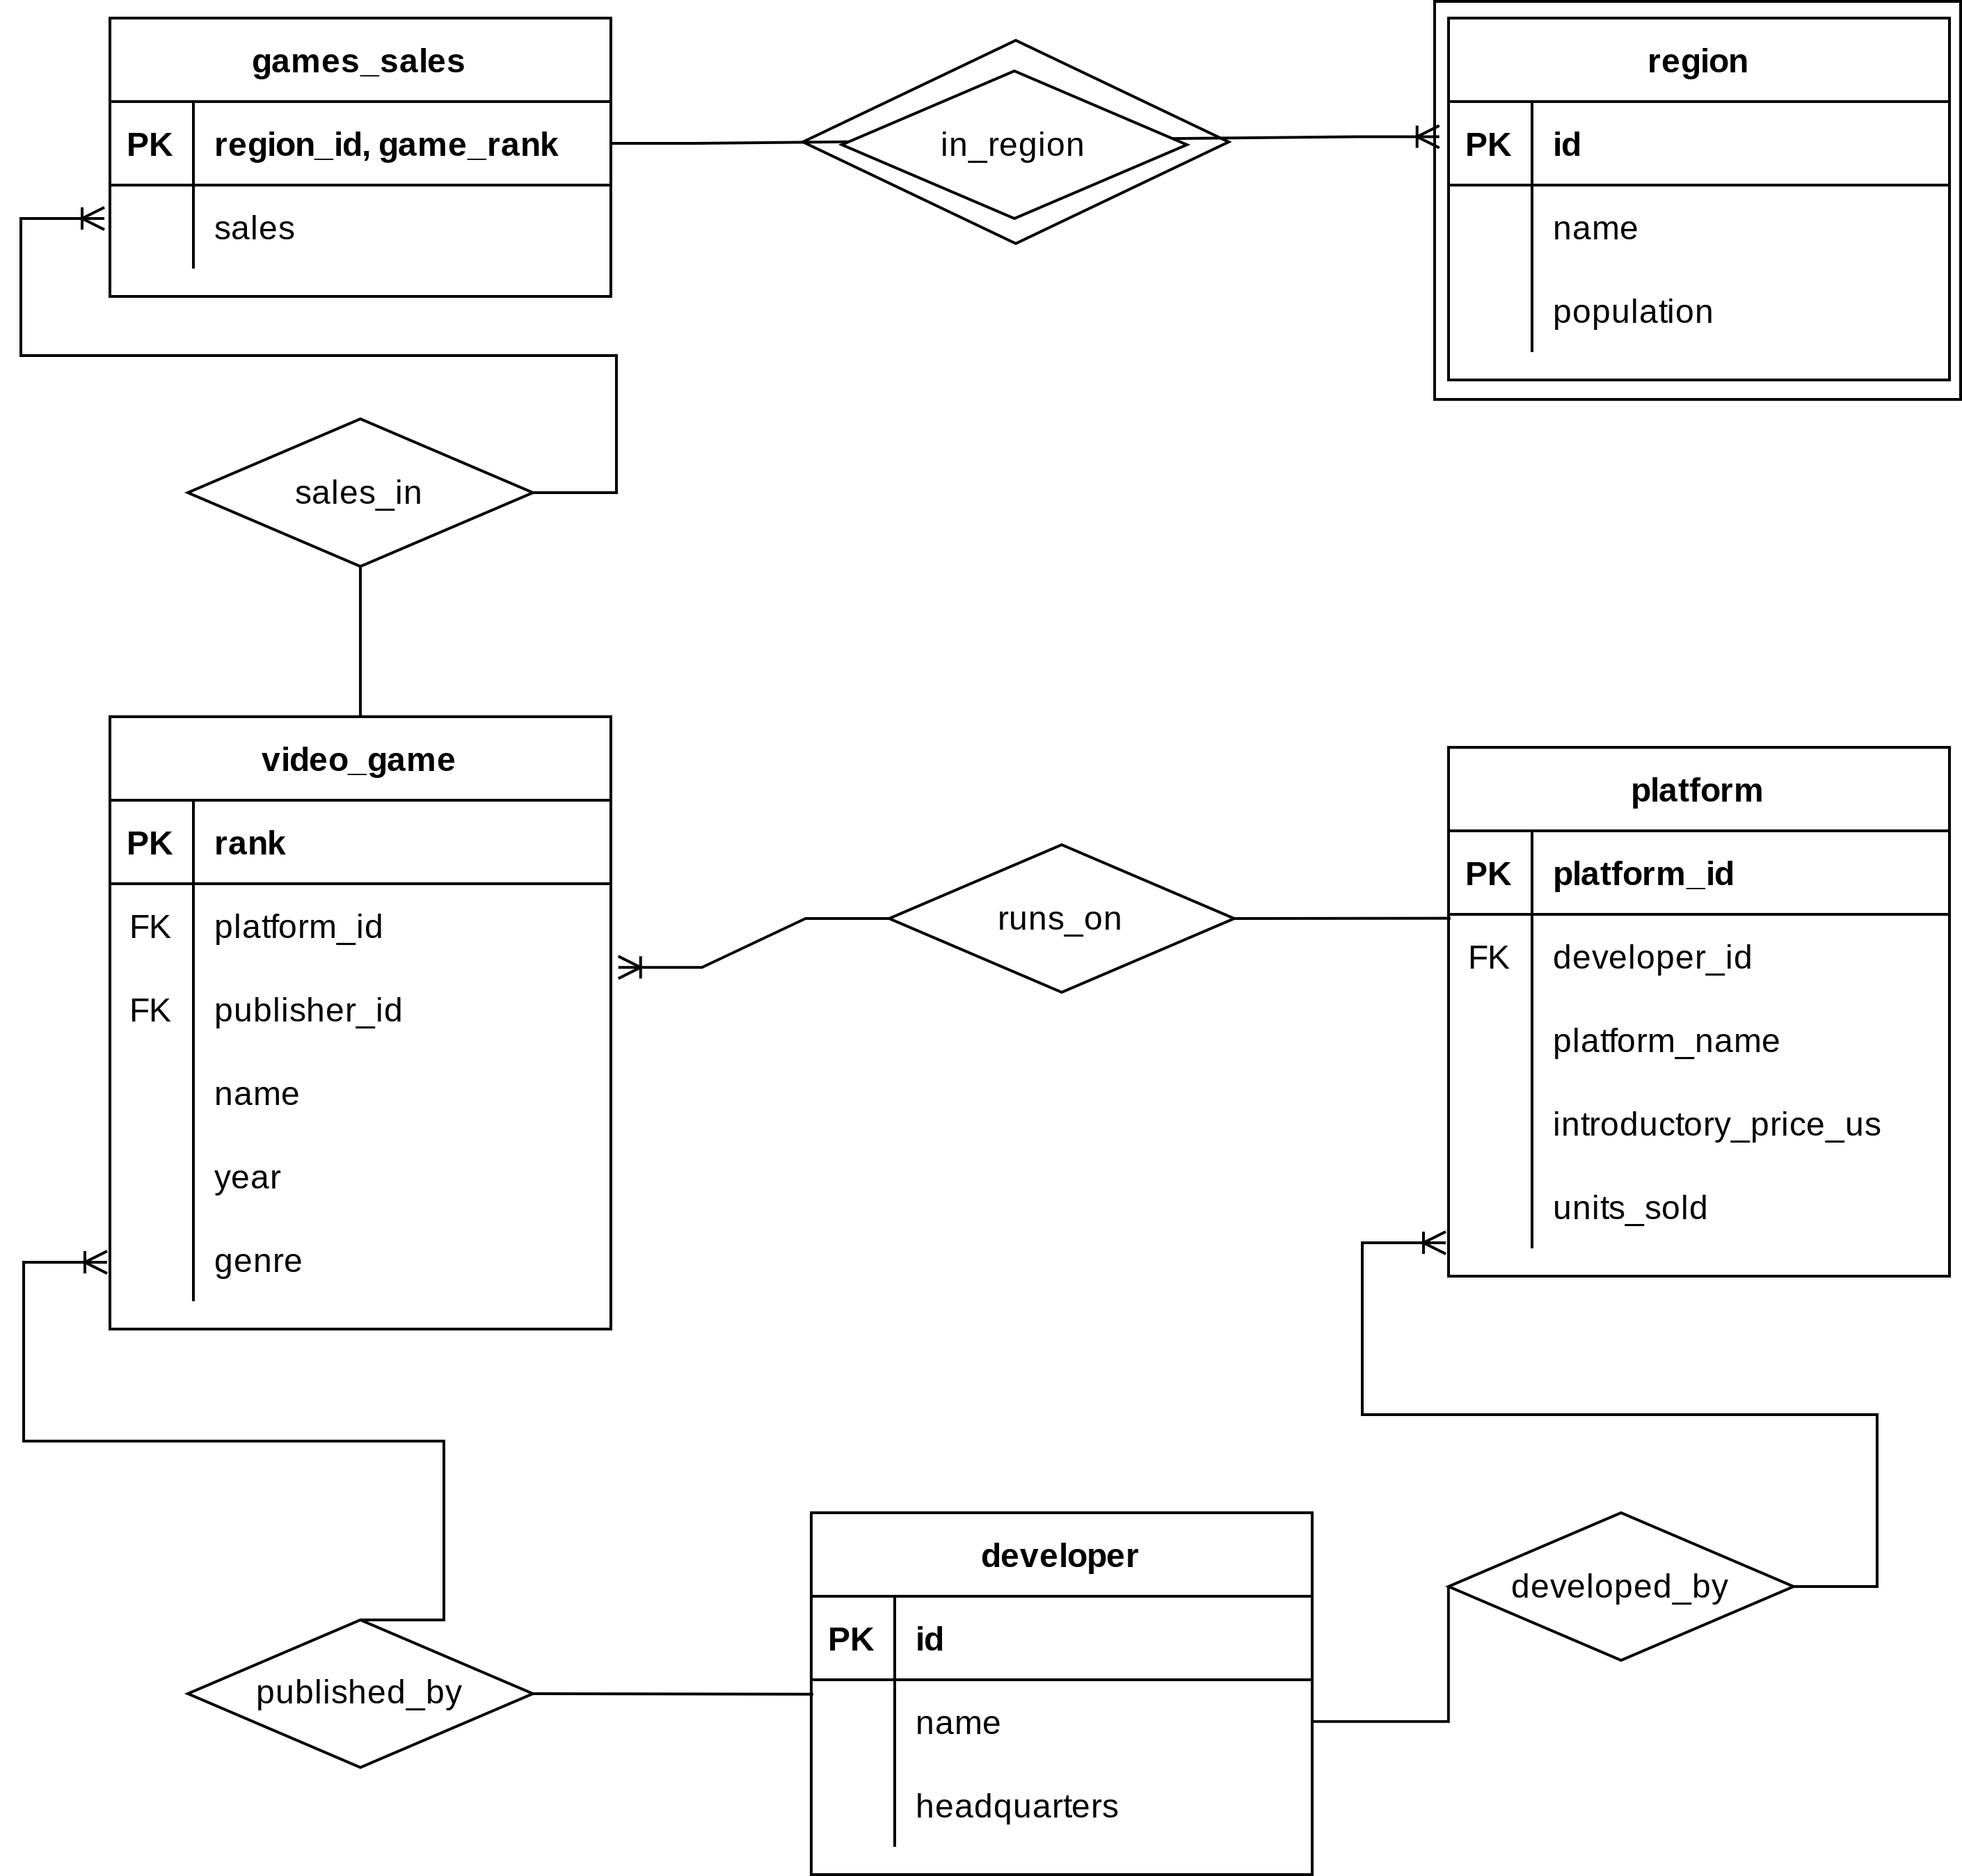 games_sales
PK region_id, game_rank
sales
in_region
region
PK id
name
population
sales_in
video_game
PK rank
FK platform_id
FK publisher_id
name
year
genre
runs_on
platform
PK platform_id
FK developer_id
platform_name
introductory_price_us
units_sold
published_by
developer
PK id
name
headquarters
developed_by